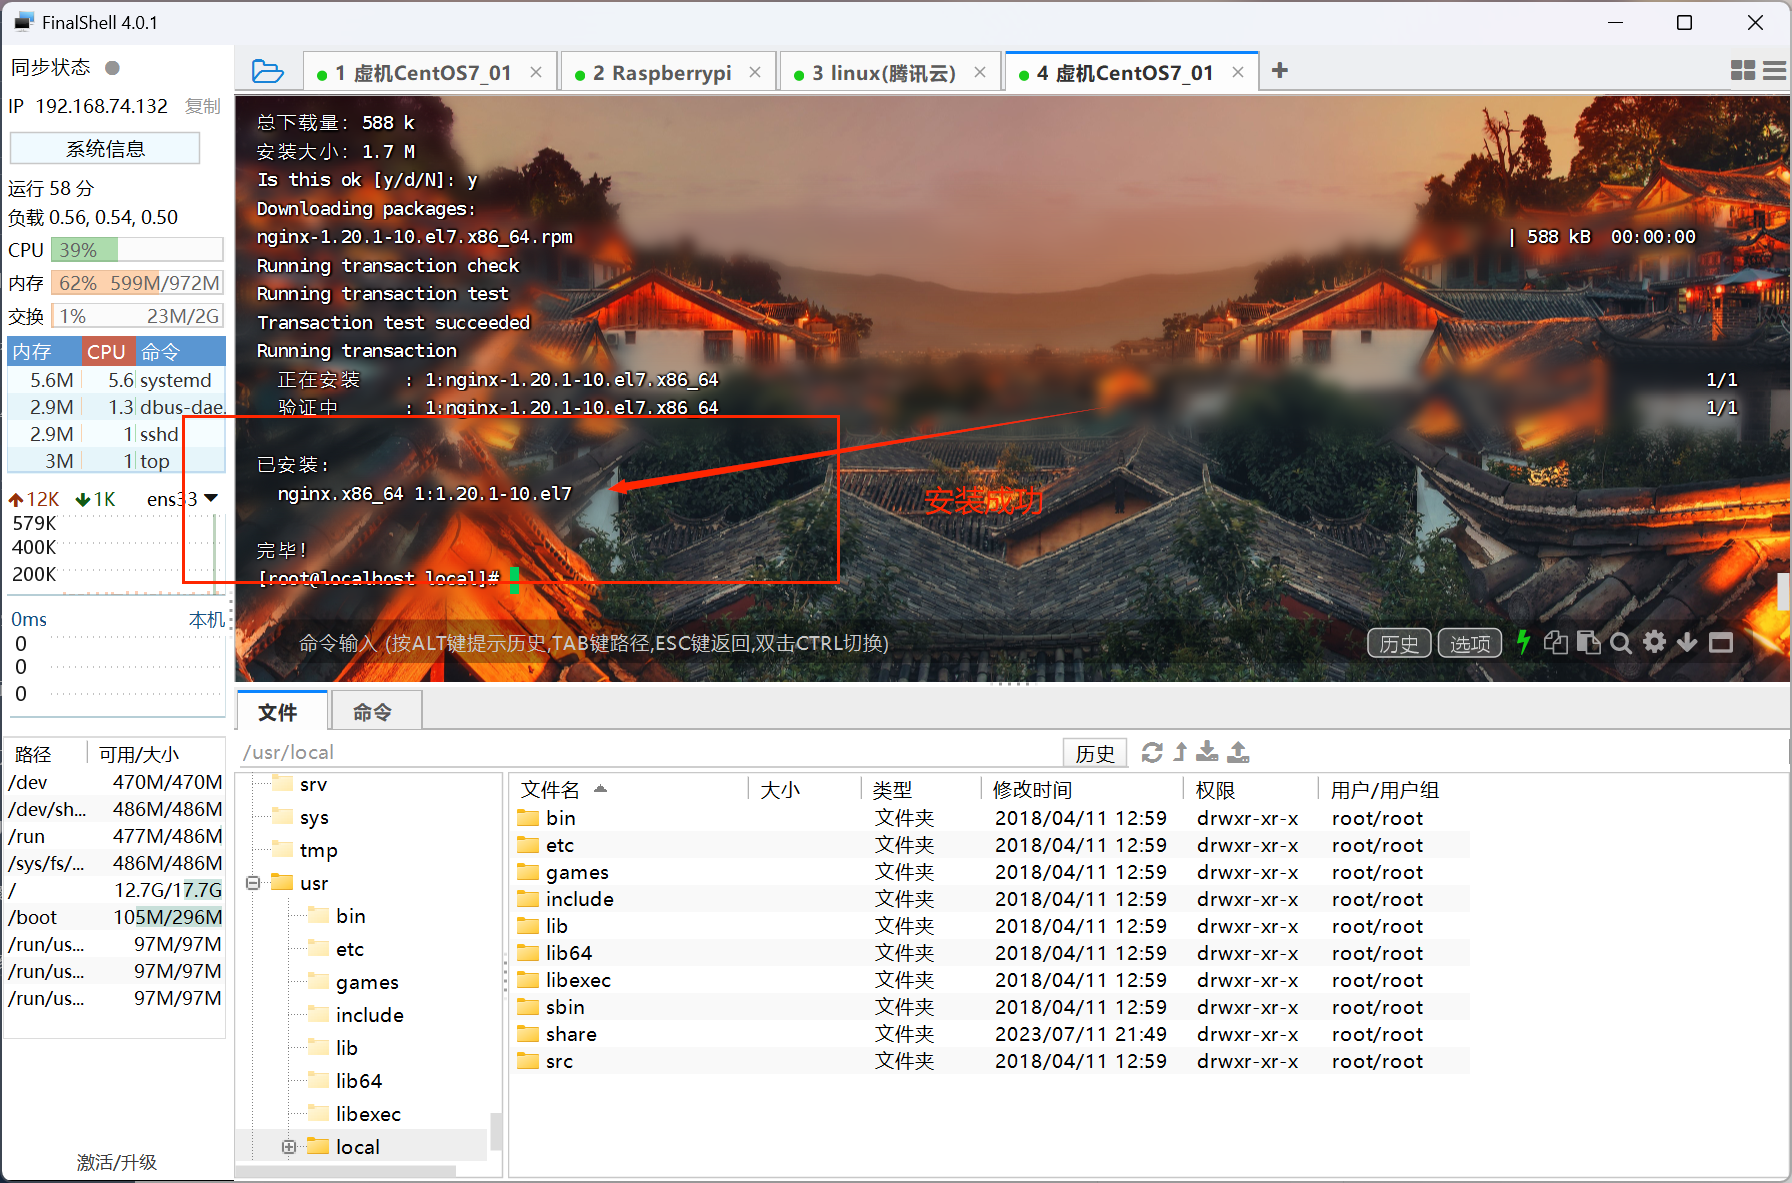 FinalShell 4.0.1
同步状态
IP 192.168.74.132 复制
系统信息
运行 58 分
负载 0.56, 0.54, 0.50
CPU 39%
内存 62% 599M/972M
交换 1% 23M/2G
内存 CPU 命令
5.6M 5.6 systemd
2.9M 1.3 dbus-dae.
2.9M 1 sshd
3M 1 top
12K 1K ens33
579K
400K
200K
0ms 本机
0
0
0
路径 可用/大小
/dev 470M/470M
/dev/sh... 486M/486M
/run 477M/486M
/sys/fs/... 486M/486M
/ 12.7G/17.7G
/boot 105M/296M
/run/us... 97M/97M
/run/us... 97M/97M
/run/us... 97M/97M
激活/升级
1 虚机CentOS7_01
2 Raspberrypi
3 linux(腾讯云)
4 虚机CentOS7_01
总下载量：588 k
安装大小：1.7 M
Is this ok [y/d/N]: y
Downloading packages:
nginx-1.20.1-10.el7.x86_64.rpm | 588 kB 00:00:00
Running transaction check
Running transaction test
Transaction test succeeded
Running transaction
正在安装 : 1:nginx-1.20.1-10.el7.x86_64 1/1
验证中 : 1:nginx-1.20.1-10.el7.x86_64 1/1
已安装:
nginx.x86_64 1:1.20.1-10.el7
安装成功
完毕！
[root@localhost local]#
命令输入 (按ALT键提示历史,TAB键路径,ESC键返回,双击CTRL切换)
历史 选项
文件 命令
/usr/local 历史
srv
sys
tmp
usr
bin
etc
games
include
lib
lib64
libexec
local
文件名 大小 类型 修改时间 权限 用户/用户组
bin 文件夹 2018/04/11 12:59 drwxr-xr-x root/root
etc 文件夹 2018/04/11 12:59 drwxr-xr-x root/root
games 文件夹 2018/04/11 12:59 drwxr-xr-x root/root
include 文件夹 2018/04/11 12:59 drwxr-xr-x root/root
lib 文件夹 2018/04/11 12:59 drwxr-xr-x root/root
lib64 文件夹 2018/04/11 12:59 drwxr-xr-x root/root
libexec 文件夹 2018/04/11 12:59 drwxr-xr-x root/root
sbin 文件夹 2018/04/11 12:59 drwxr-xr-x root/root
share 文件夹 2023/07/11 21:49 drwxr-xr-x root/root
src 文件夹 2018/04/11 12:59 drwxr-xr-x root/root